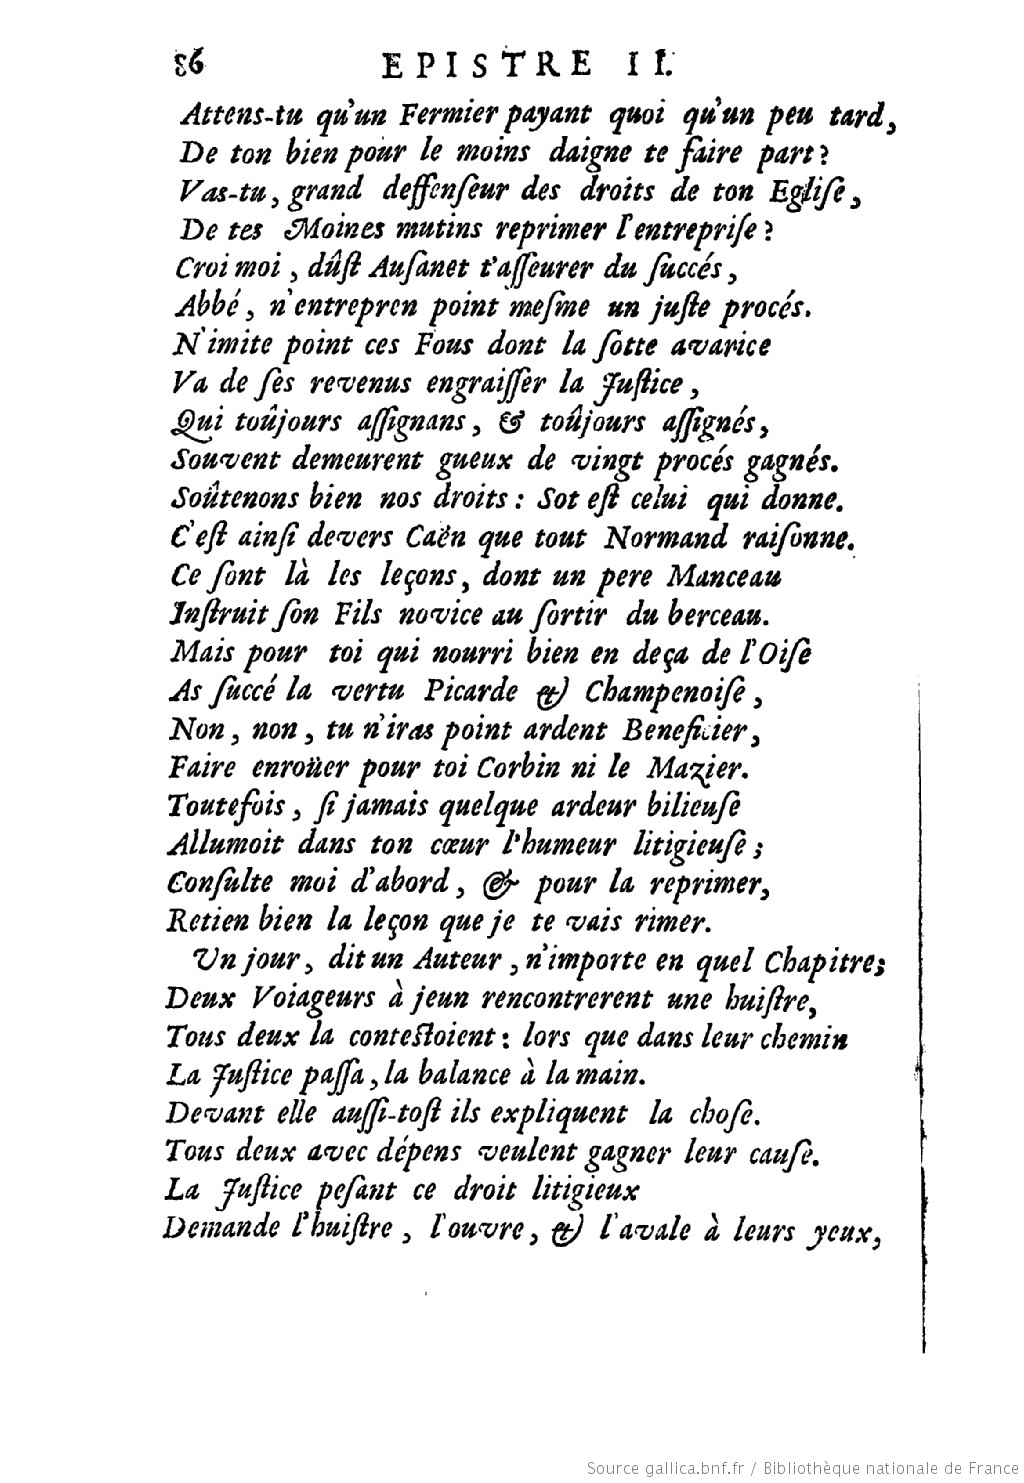 86 EPISTRE II.
Attens-tu qu'un Fermier payant quoi qu'un peu tard,
De ton bien pour le moins daigne te faire part?
Vas-tu, grand deffenſeur des droits de ton Egliſe,
De tes Moines mutins reprimer l'entrepriſe?
Croi moi, dûſt Auſanet t'aſſeurer du ſuccés,
Abbé, n'entrepren point meſme un juſte procés.
N'imite point ces Fous dont la ſotte avarice
Va de ſes revenus engraiſſer la Juſtice,
Qui toûjours aſſignans, & toûjours aſſignés,
Souvent demeurent gueux de vingt procés gagnés.
Soûtenons bien nos droits: Sot eſt celui qui donne.
C'eſt ainſi devers Caën que tout Normand raiſonne.
Ce ſont là les leçons, dont un pere Manceau
Inſtruit ſon Fils novice au ſortir du berceau.
Mais pour toi qui nourri bien en deça de l'Oiſe
As ſuccé la vertu Picarde & Champenoiſe,
Non, non, tu n'iras point ardent Beneficier,
Faire enroüer pour toi Corbin ni le Mazier.
Toutefois, ſi jamais quelque ardeur bilieuſe
Allumoit dans ton cœur l'humeur litigieuſe;
Conſulte moi d'abord, & pour la reprimer,
Retien bien la leçon que je te vais rimer.
Un jour, dit un Auteur, n'importe en quel Chapitre;
Deux Voiageurs à jeun rencontrerent une huiſtre,
Tous deux la conteſtoient: lors que dans leur chemin
La Juſtice paſſa, la balance à la main.
Devant elle auſſi-toſt ils expliquent la choſe.
Tous deux avec dépens veulent gagner leur cauſe.
La Juſtice peſant ce droit litigieux
Demande l'huiſtre, l'ouvre, & l'avale à leurs yeux,
Source gallica.bnf.fr / Bibliothèque nationale de France